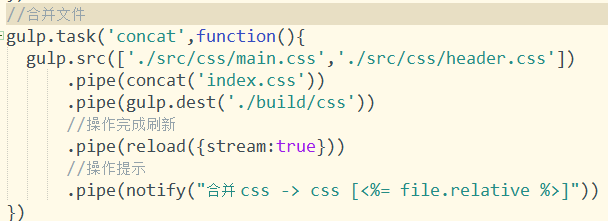 //合并文件
gulp.task('concat',function(){
gulp.src(['./src/css/main.css','./src/css/header.css'])
.pipe(concat('index.css'))
.pipe(gulp.dest('./build/css'))
//操作完成刷新
.pipe(reload({stream:true}))
//操作提示
.pipe(notify("合并 css -> css [<%= file.relative %>]"))
})